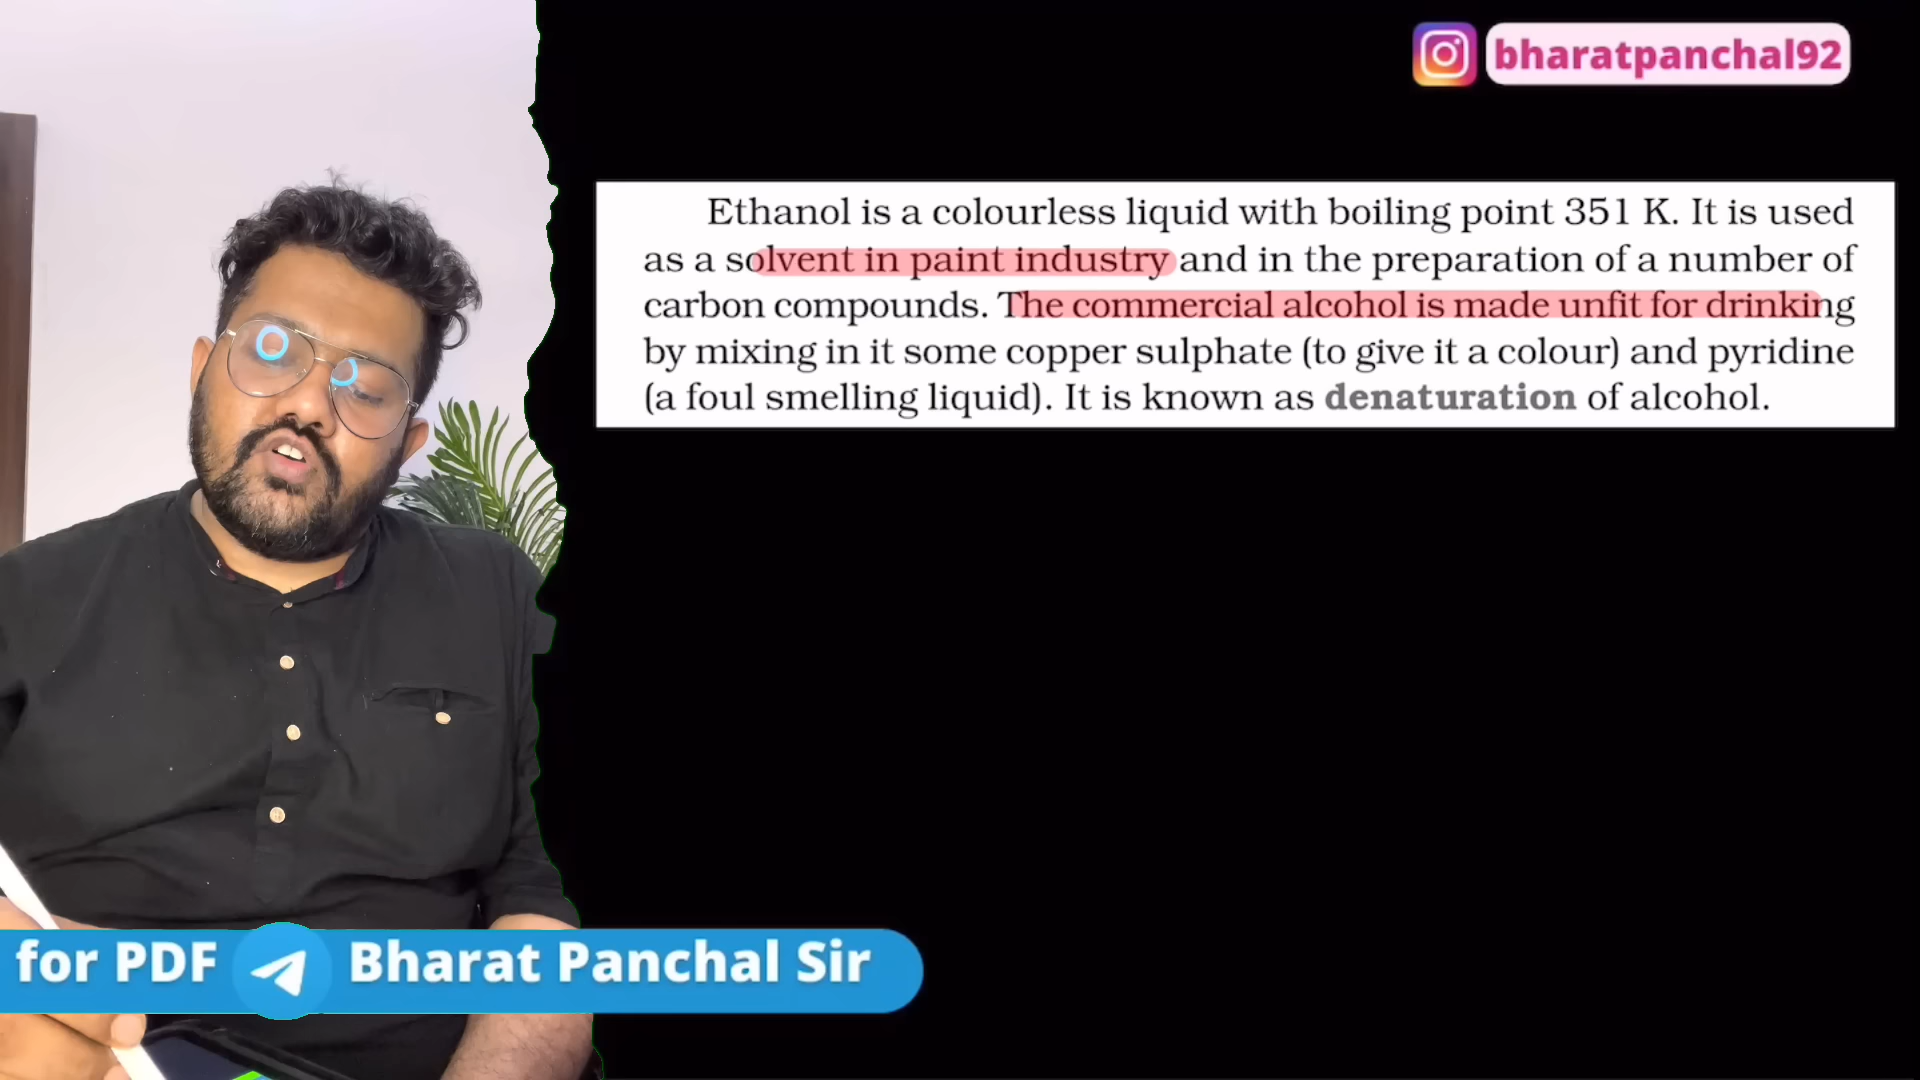 bharatpanchal92
Ethanol is a colourless liquid with boiling point 351 K. It is used
as a solvent in paint industry and in the preparation of a number of
carbon compounds. The commercial alcohol is made unfit for drinking
by mixing in it some copper sulphate (to give it a colour) and pyridine
(a foul smelling liquid). It is known as denaturation of alcohol.
for PDF Bharat Panchal Sir